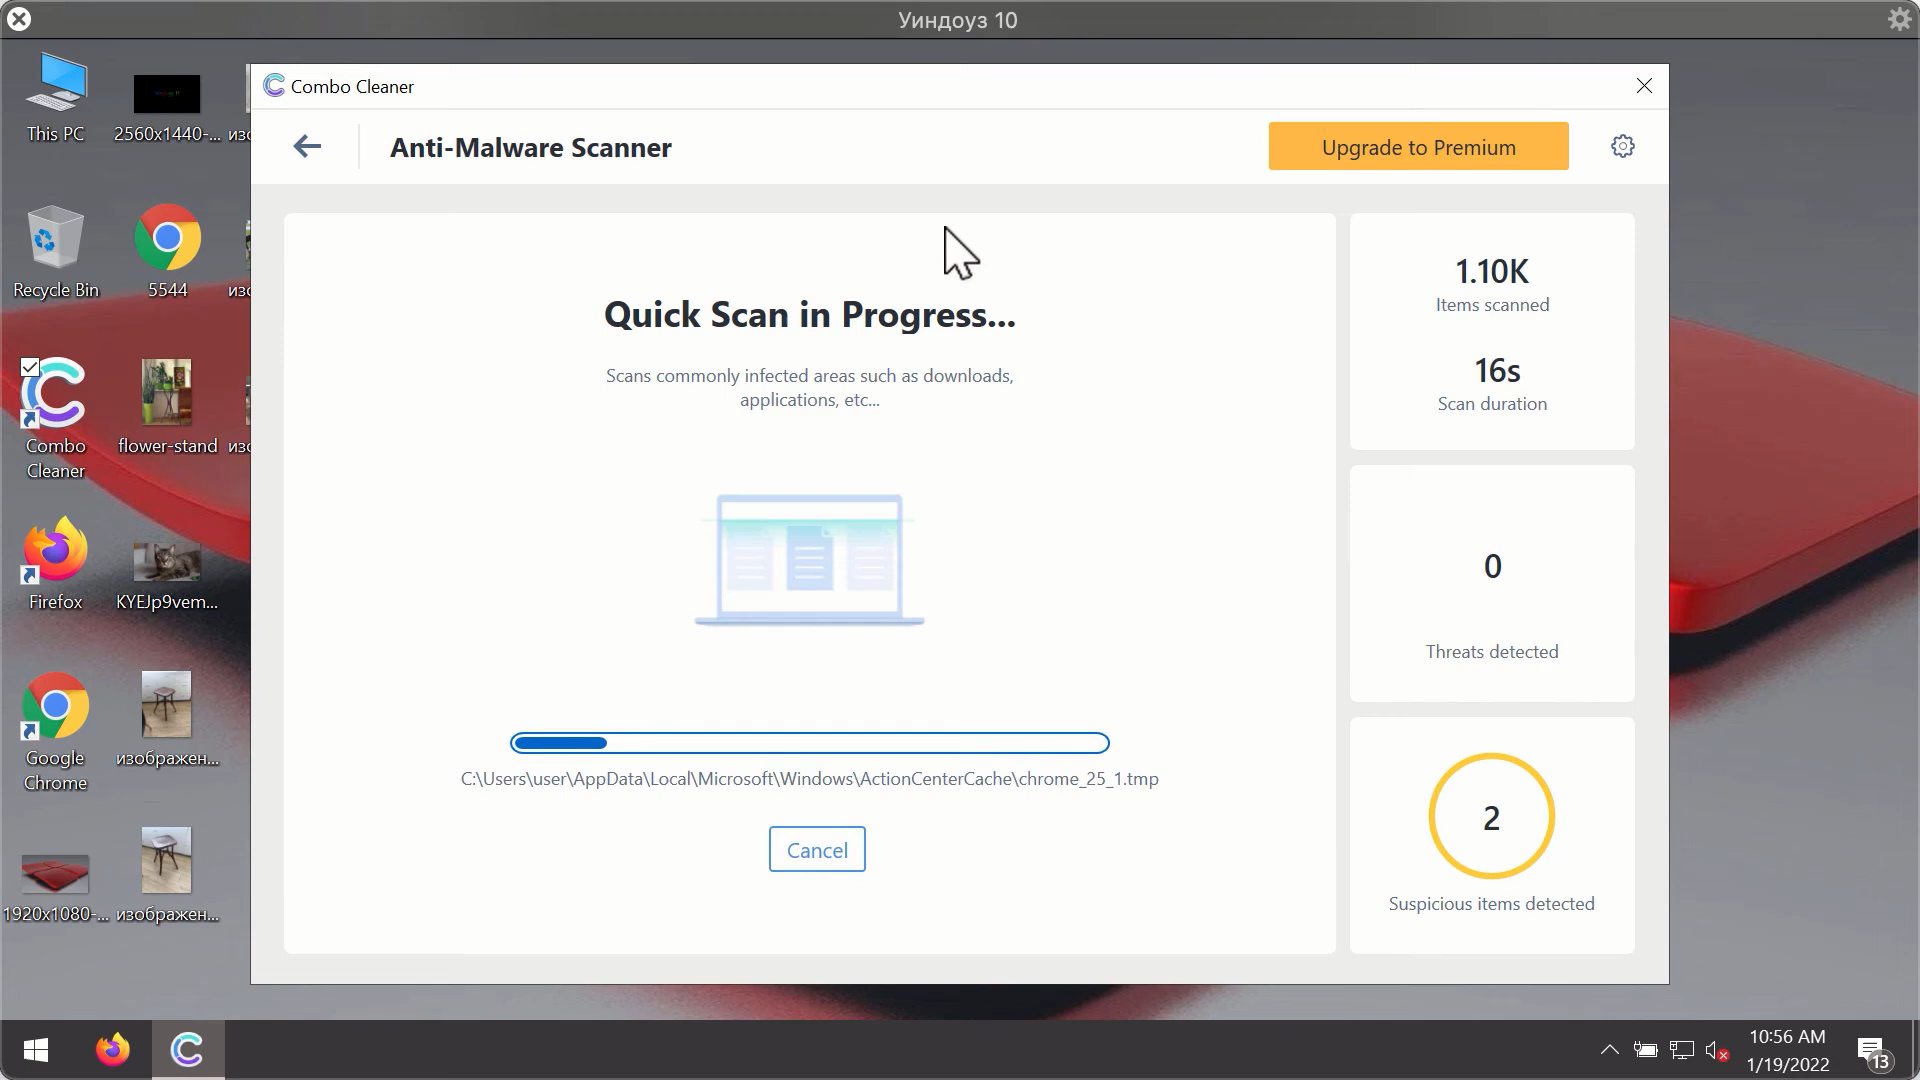 Уиндоуз 10
This PC
2560x1440-...
Recycle Bin
5544
Combo
Cleaner
flower-stand
Firefox
KYEJp9vem...
Google
Chrome
изображен...
1920x1080-...
изображен...
Combo Cleaner
Anti-Malware Scanner
Upgrade to Premium
Quick Scan in Progress...
Scans commonly infected areas such as downloads,
applications, etc...
C:\Users\user\AppData\Local\Microsoft\Windows\ActionCenterCache\chrome_25_1.tmp
Cancel
1.10K
Items scanned
16s
Scan duration
0
Threats detected
2
Suspicious items detected
10:56 AM
1/19/2022
13